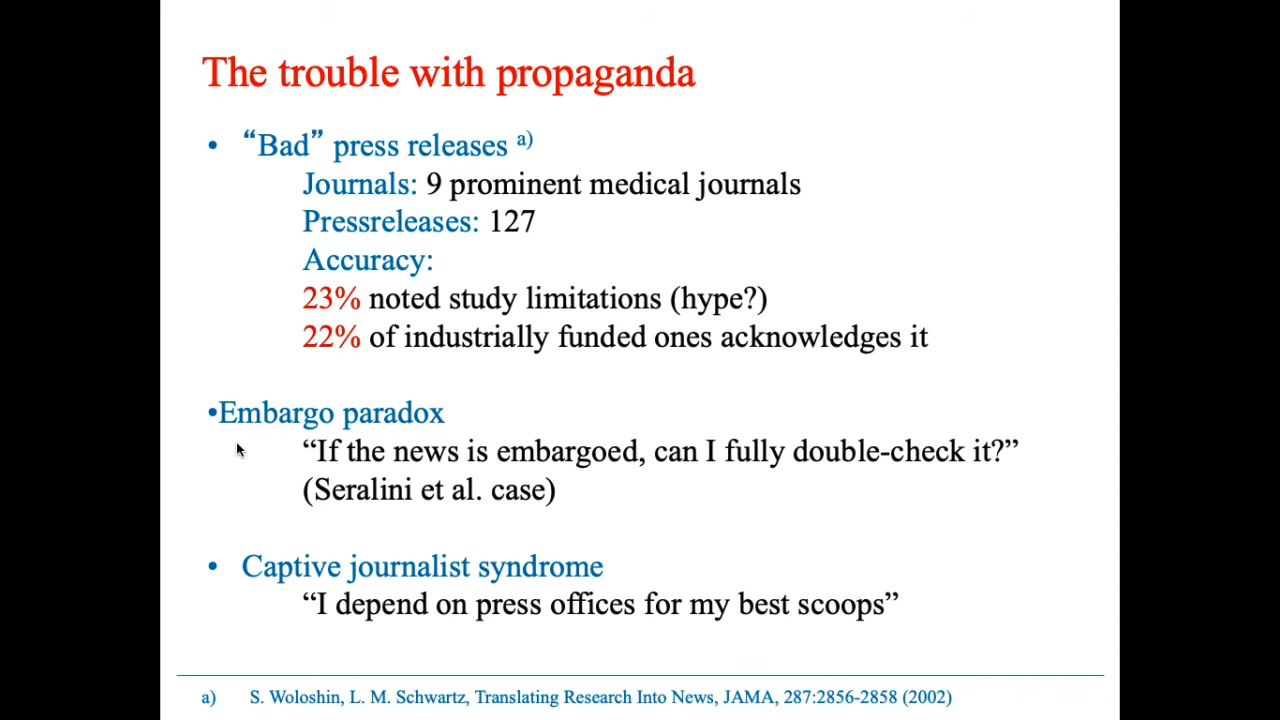 The trouble with propaganda
• “Bad” press releases a)
Journals: 9 prominent medical journals
Pressreleases: 127
Accuracy:
23% noted study limitations (hype?)
22% of industrially funded ones acknowledges it
•Embargo paradox
“If the news is embargoed, can I fully double-check it?”
(Seralini et al. case)
• Captive journalist syndrome
“I depend on press offices for my best scoops”
a) S. Woloshin, L. M. Schwartz, Translating Research Into News, JAMA, 287:2856-2858 (2002)